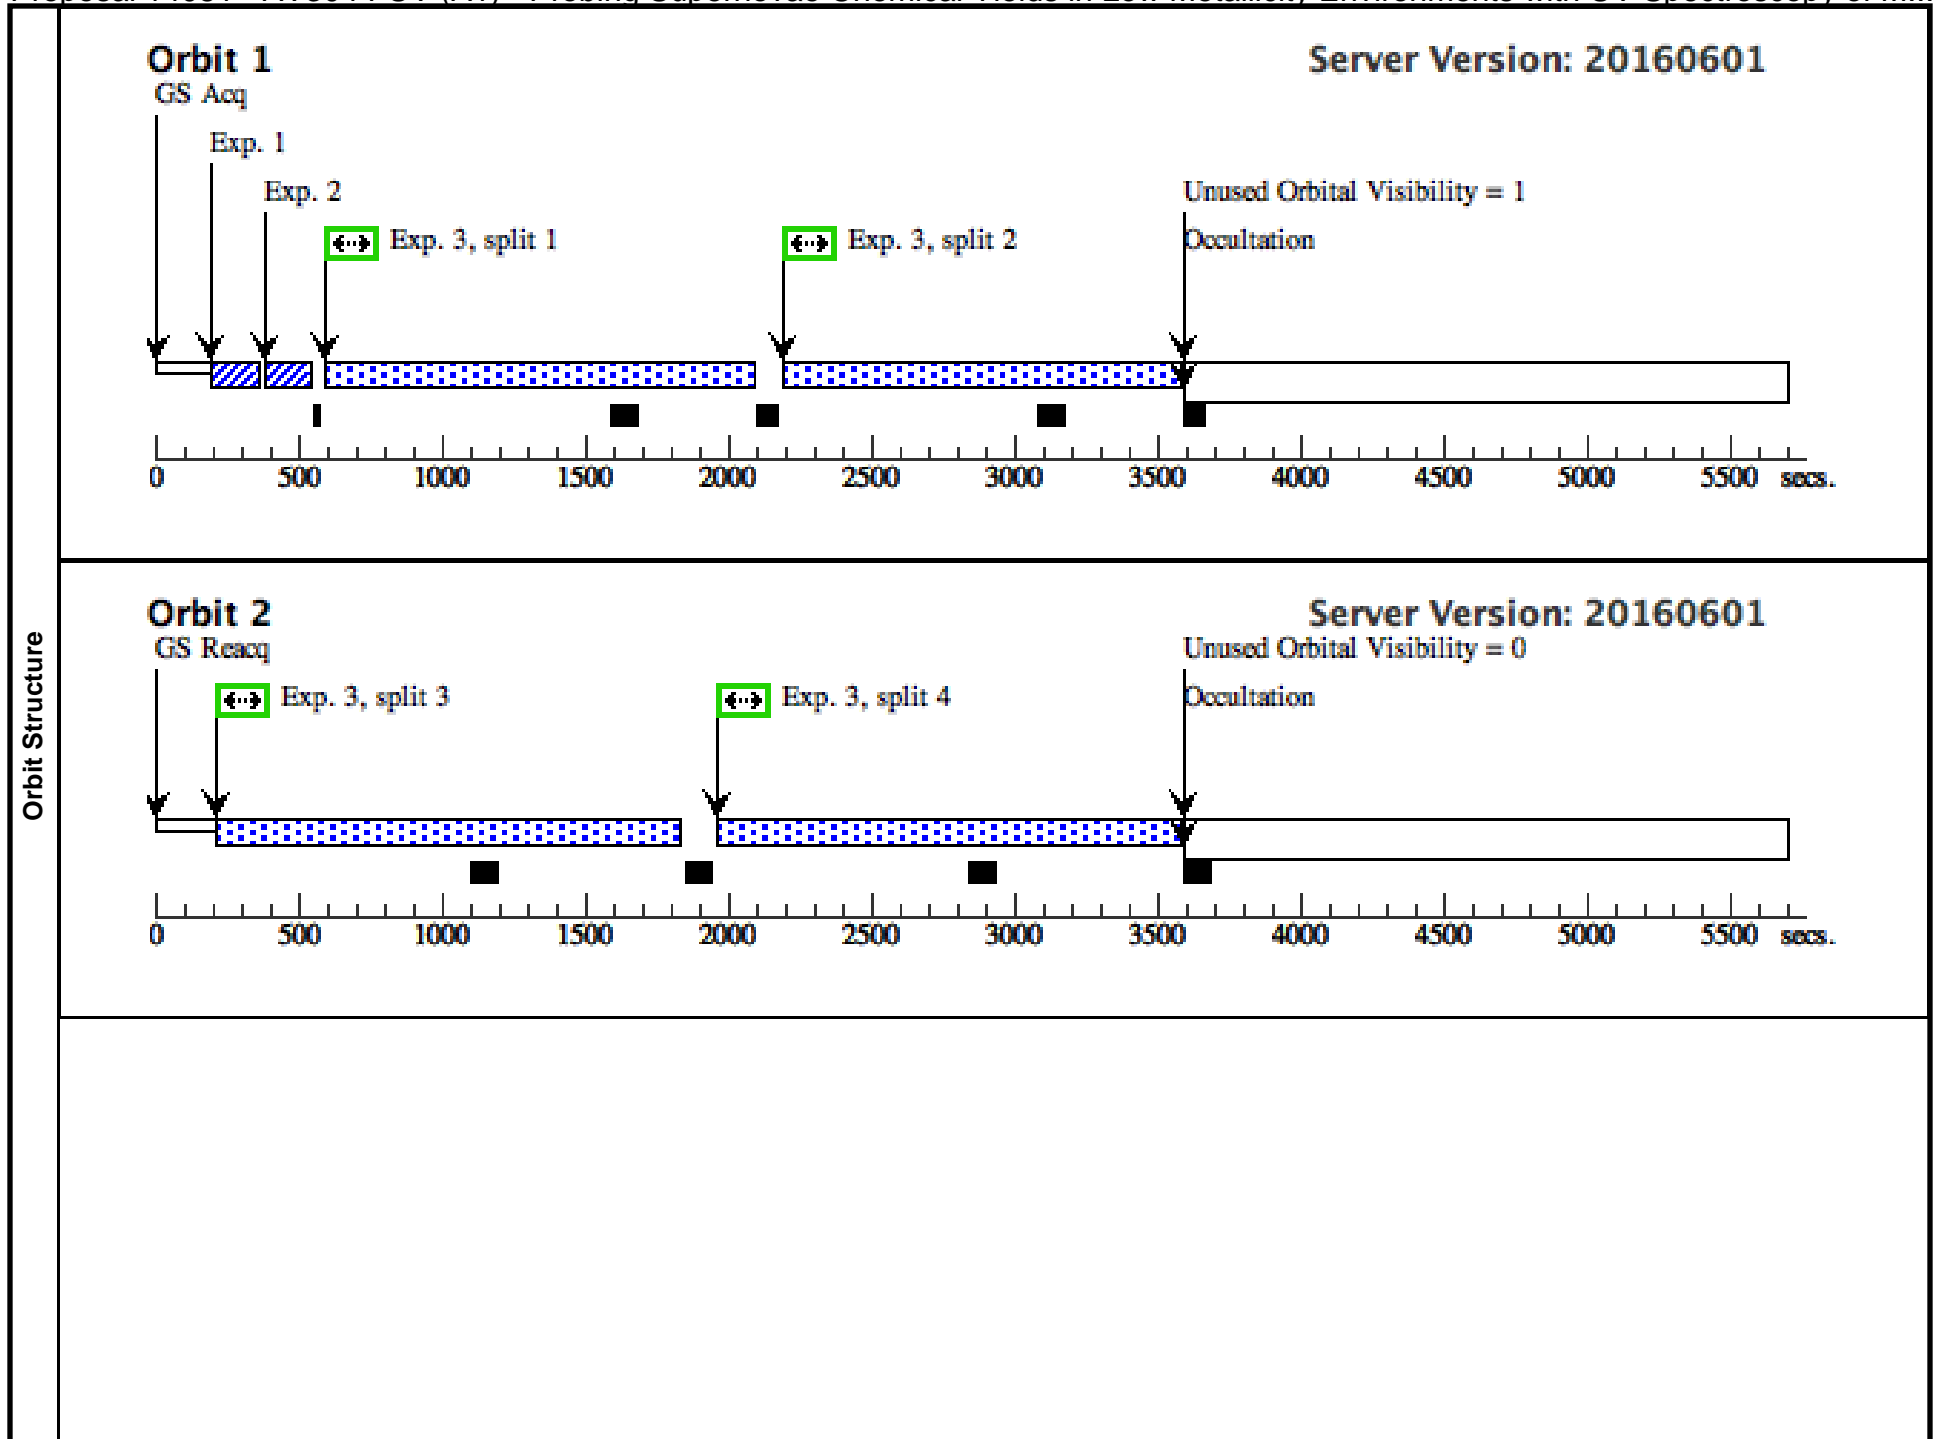 Orbit 1
Server Version: 20160601
GS Acq
Exp. 1
Exp. 2
Unused Orbital Visibility = 1
Exp. 3, split 1
Exp. 3, split 2
Occultation
0 500 1000 1500 2000 2500 3000 3500 4000 4500 5000 5500 secs.
Orbit Structure
Orbit 2
Server Version: 20160601
GS Reacq
Unused Orbital Visibility = 0
Exp. 3, split 3
Exp. 3, split 4
Occultation
0 500 1000 1500 2000 2500 3000 3500 4000 4500 5000 5500 secs.